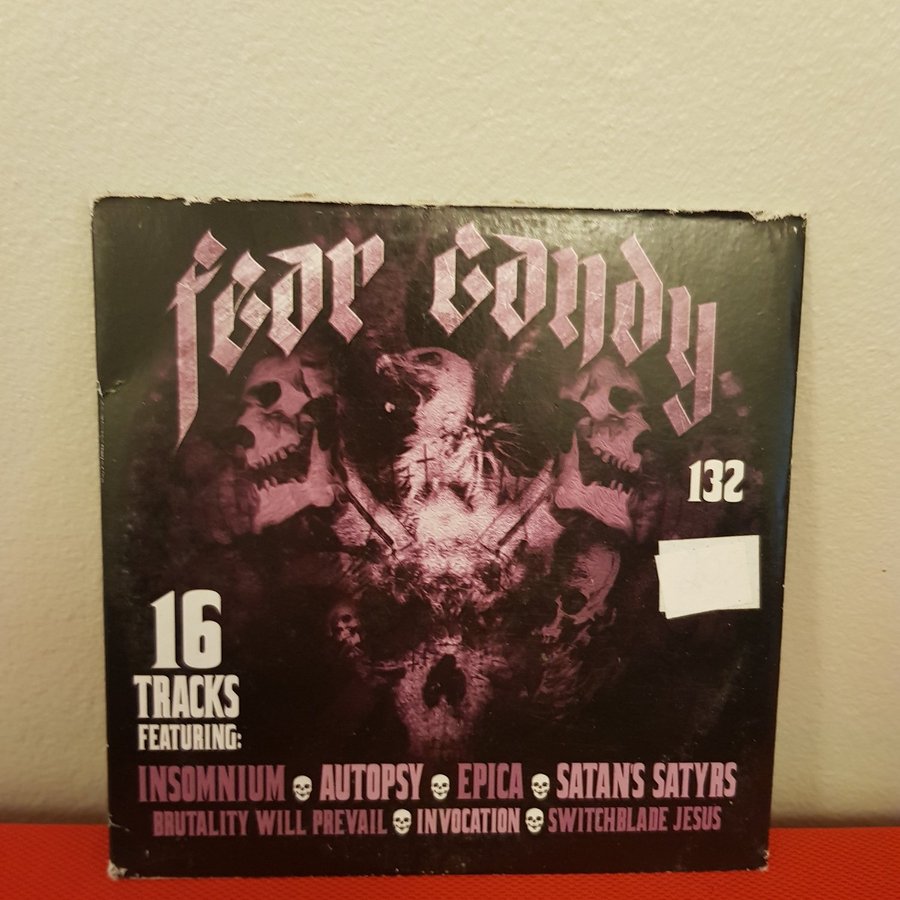 fear candy
132
16
TRACKS
FEATURING:
INSOMNIUM AUTOPSY EPICA SATAN'S SATYRS
BRUTALITY WILL PREVAIL INVOCATION SWITCHBLADE JESUS